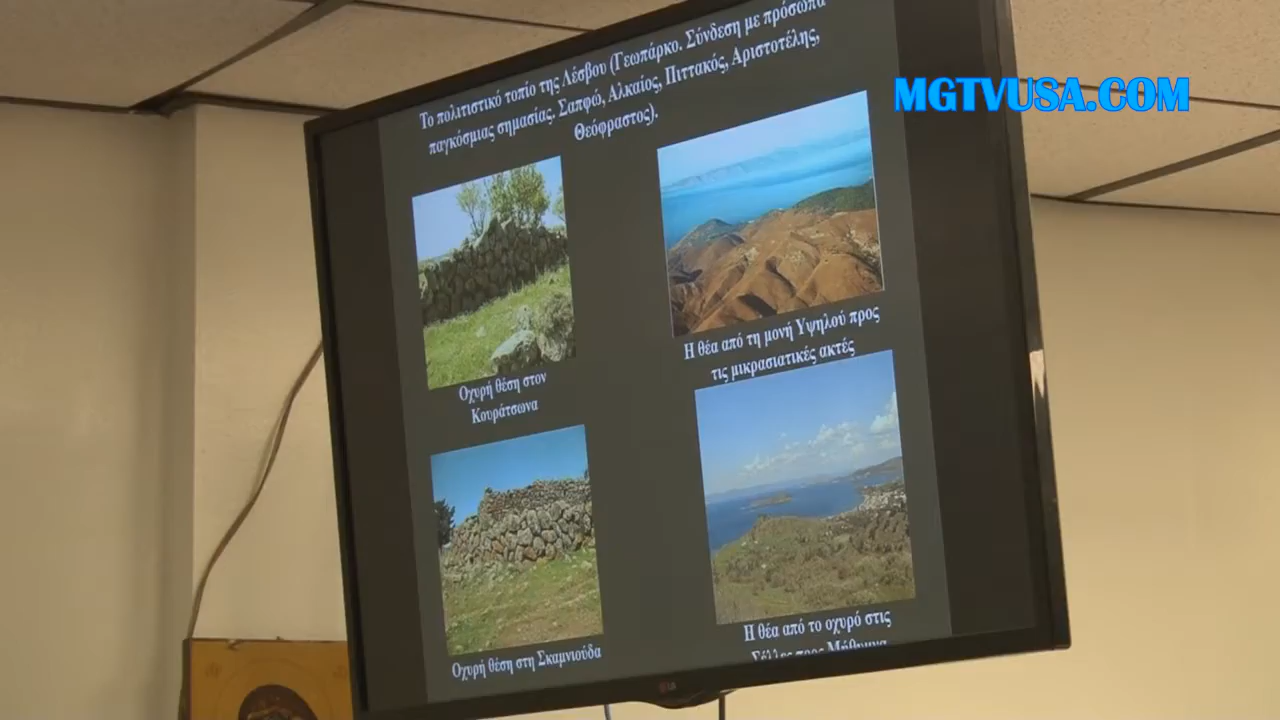 MGTVUSA.COM
Το πολιτιστικό τοπίο της Λέσβου (Γεωπάρκο. Σύνδεση με πρόσωπα
παγκόσμιας σημασίας. Σαπφώ, Αλκαίος, Πιττακός, Αριστοτέλης,
Θεόφραστος).
Οχυρή θέση στον
Κουράτσωνα
Η θέα από τη μονή Υψηλού προς
τις μικρασιατικές ακτές
Οχυρή θέση στη Σκαμνιούδα
Η θέα από το οχυρό στις
προς Μήθυμνα
LG